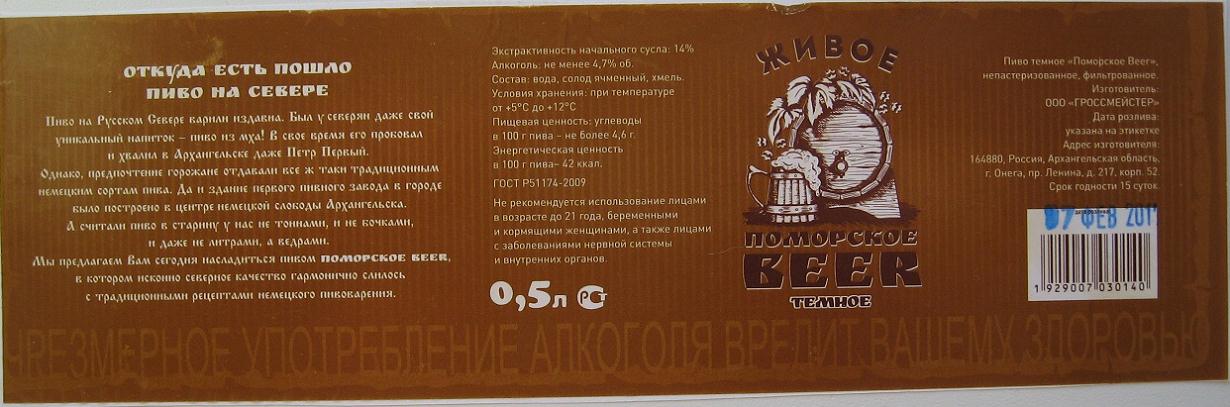 ОТКУДА ЕСТЬ ПОШЛО
ПИВО НА СЕВЕРЕ
Пиво на Русском Севере варили издавна. Был у северян даже свой
уникальный напиток – пиво из мха! В свое время его пробовал
и хвалил в Архангельске даже Петр Первый.
Однако, предпочтение горожане отдавали все ж таки традиционным
немецким сортам пива. Да и здание первого пивного завода в городе
было построено в центре немецкой слободы Архангельска.
А считали пиво в старину у нас не тоннами, и не бочками,
и даже не литрами, а ведрами.
Мы предлагаем Вам сегодня насладиться пивом ПОМОРСКОЕ BEER,
в котором исконно северное качество гармонично слилось
с традиционными рецептами немецкого пивоварения.
Экстрактивность начального сусла: 14%
Алкоголь: не менее 4,7% об.
Состав: вода, солод ячменный, хмель.
Условия хранения: при температуре
от +5°C до +12°C
Пищевая ценность: углеводы
в 100 г пива – не более 4,6 г.
Энергетическая ценность
в 100 г пива– 42 ккал.
ГОСТ Р51174-2009
Не рекомендуется использование лицами
в возрасте до 21 года, беременными
и кормящими женщинами, а также лицами
с заболеваниями нервной системы
и внутренних органов.
0,5л РСТ
ЖИВОЕ
ПОМОРСКОЕ
BEER
ТЕМНОЕ
Пиво темное «Поморское Beer»,
непастеризованное, фильтрованное.
Изготовитель:
ООО «ГРОССМЕЙСТЕР»
Дата розлива:
указана на этикетке
Адрес изготовителя:
164880, Россия, Архангельская область,
г. Онега, пр. Ленина, д. 217, корп. 52.
Срок годности 15 суток.
07 ФЕВ 201
1 929007 030140
ЧРЕЗМЕРНОЕ УПОТРЕБЛЕНИЕ АЛКОГОЛЯ ВРЕДИТ ВАШЕМУ ЗДОРОВЬЮ